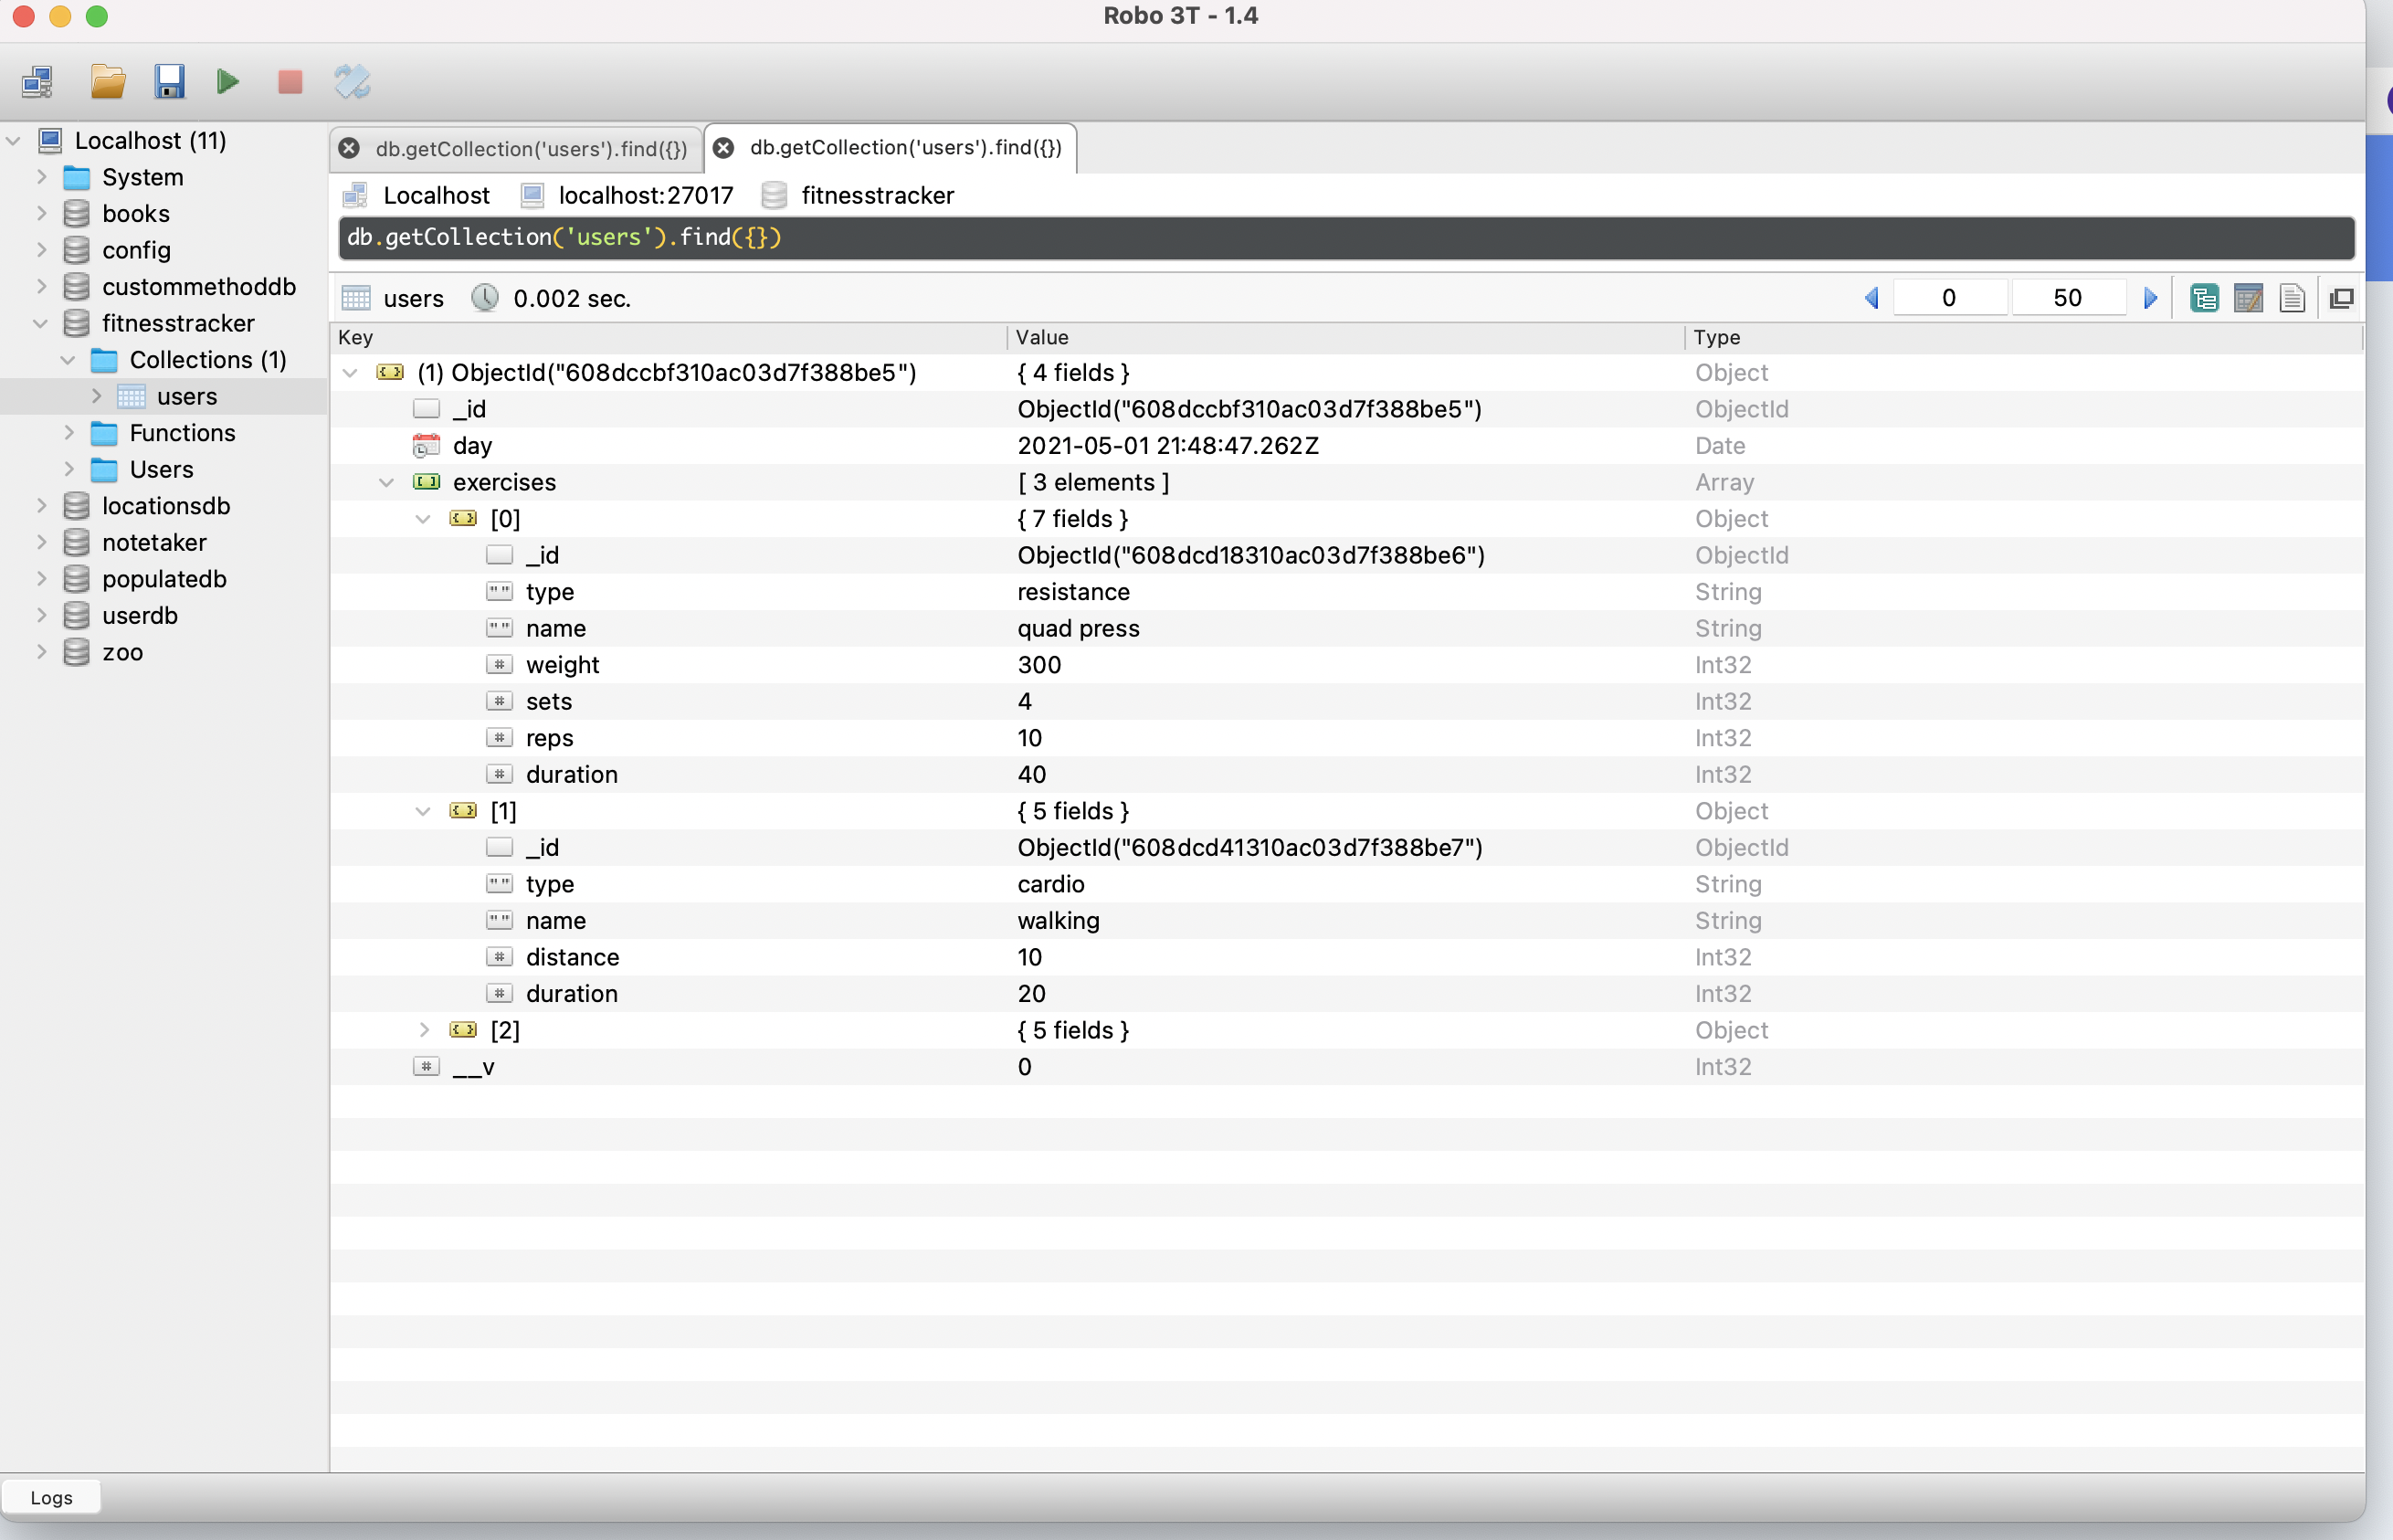 Robo 3T - 1.4
Localhost (11)
System
books
config
custommethoddb
fitnesstracker
Collections (1)
users
Functions
Users
locationsdb
notetaker
populatedb
userdb
zoo
db.getCollection('users').find({})
db.getCollection('users').find({})
Localhost localhost:27017 fitnesstracker
db.getCollection('users').find({})
users 0.002 sec. 0 50
Key Value Type
(1) ObjectId("608dccbf310ac03d7f388be5") { 4 fields } Object
_id ObjectId("608dccbf310ac03d7f388be5") ObjectId
day 2021-05-01 21:48:47.262Z Date
exercises [ 3 elements ] Array
[0] { 7 fields } Object
_id ObjectId("608dcd18310ac03d7f388be6") ObjectId
type resistance String
name quad press String
weight 300 Int32
sets 4 Int32
reps 10 Int32
duration 40 Int32
[1] { 5 fields } Object
_id ObjectId("608dcd41310ac03d7f388be7") ObjectId
type cardio String
name walking String
distance 10 Int32
duration 20 Int32
[2] { 5 fields } Object
__v 0 Int32
Logs